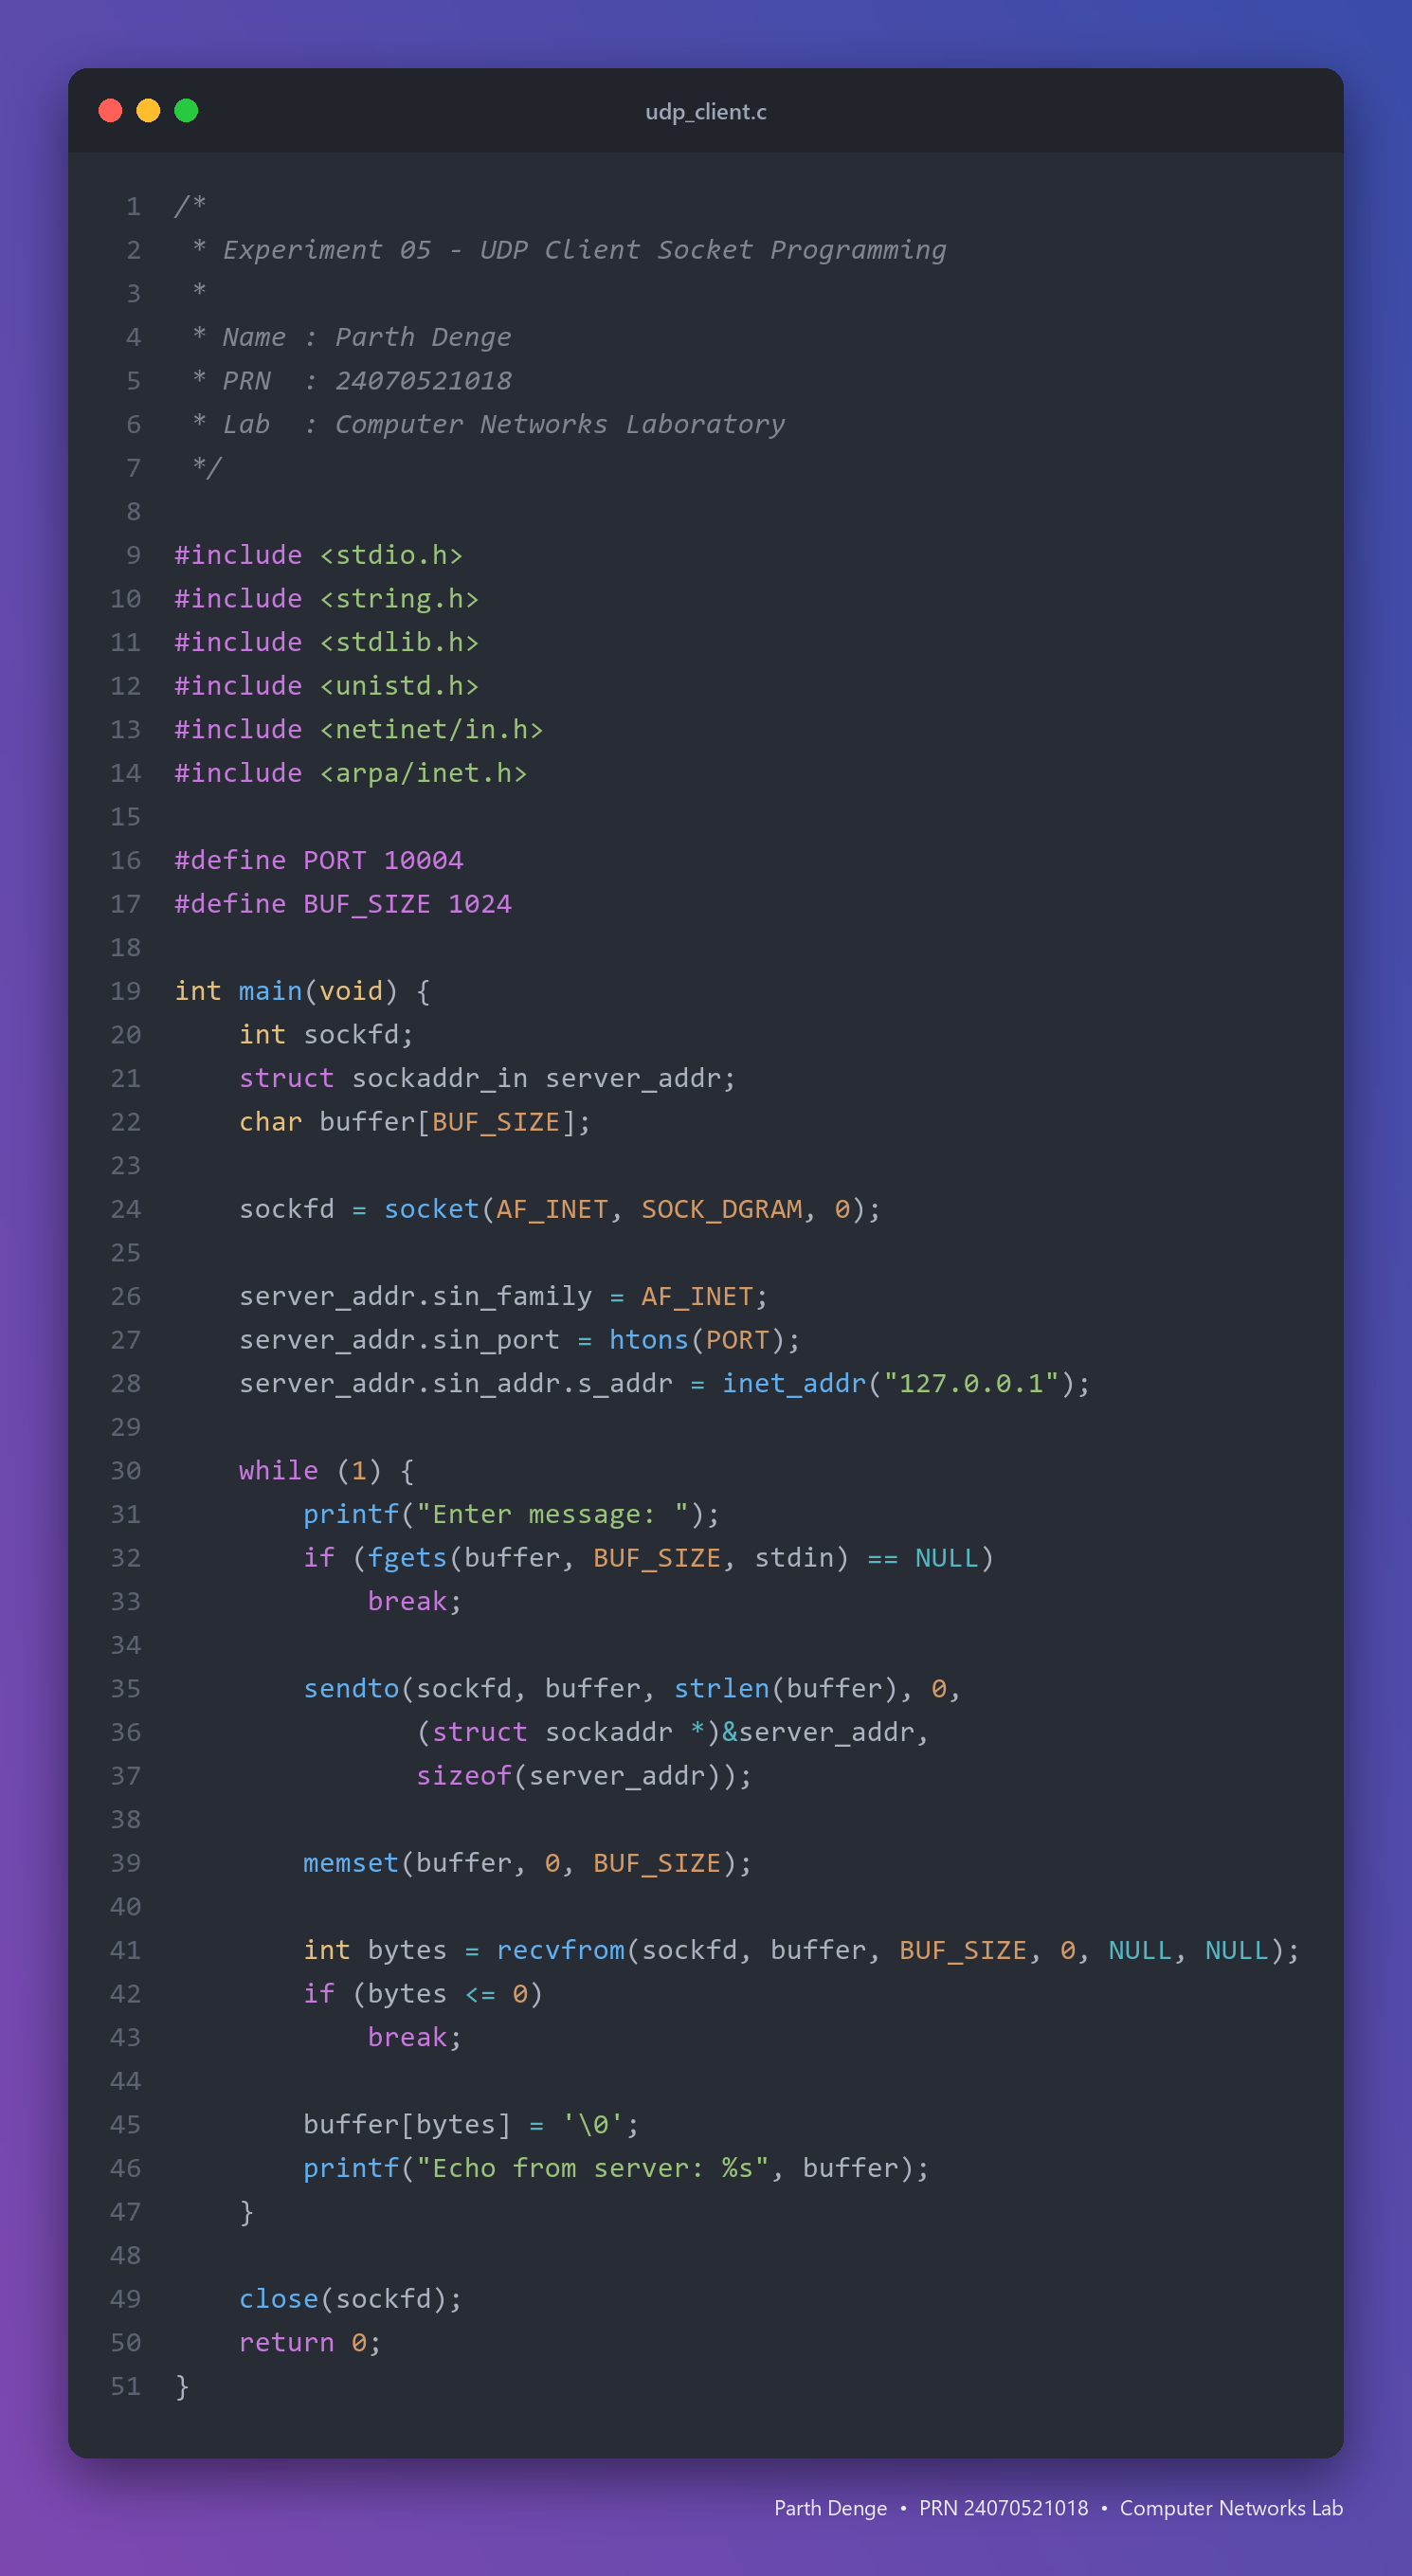 udp_client.c
1 /*
2  * Experiment 05 - UDP Client Socket Programming
3  *
4  * Name : Parth Denge
5  * PRN  : 24070521018
6  * Lab  : Computer Networks Laboratory
7  */
8
9 #include <stdio.h>
10 #include <string.h>
11 #include <stdlib.h>
12 #include <unistd.h>
13 #include <netinet/in.h>
14 #include <arpa/inet.h>
15
16 #define PORT 10004
17 #define BUF_SIZE 1024
18
19 int main(void) {
20     int sockfd;
21     struct sockaddr_in server_addr;
22     char buffer[BUF_SIZE];
23
24     sockfd = socket(AF_INET, SOCK_DGRAM, 0);
25
26     server_addr.sin_family = AF_INET;
27     server_addr.sin_port = htons(PORT);
28     server_addr.sin_addr.s_addr = inet_addr("127.0.0.1");
29
30     while (1) {
31         printf("Enter message: ");
32         if (fgets(buffer, BUF_SIZE, stdin) == NULL)
33             break;
34
35         sendto(sockfd, buffer, strlen(buffer), 0,
36                (struct sockaddr *)&server_addr,
37                sizeof(server_addr));
38
39         memset(buffer, 0, BUF_SIZE);
40
41         int bytes = recvfrom(sockfd, buffer, BUF_SIZE, 0, NULL, NULL);
42         if (bytes <= 0)
43             break;
44
45         buffer[bytes] = '\0';
46         printf("Echo from server: %s", buffer);
47     }
48
49     close(sockfd);
50     return 0;
51 }
Parth Denge • PRN 24070521018 • Computer Networks Lab